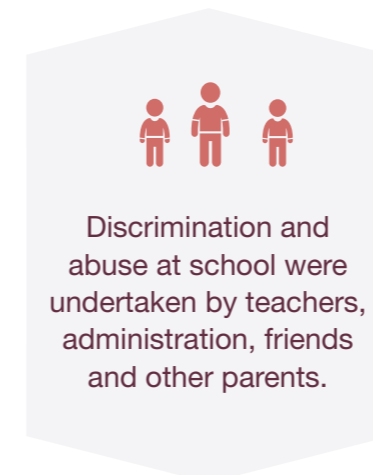 Discrimination and
abuse at school were
undertaken by teachers,
administration, friends
and other parents.